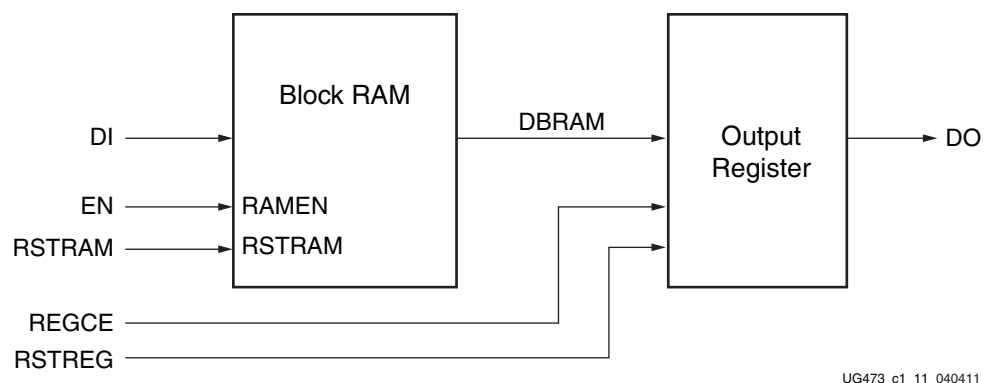 Block RAM
DI
DBRAM
Output
Register
DO
EN
RAMEN
RSTRAM
RSTRAM
REGCE
RSTREG
UG473_c1_11_040411